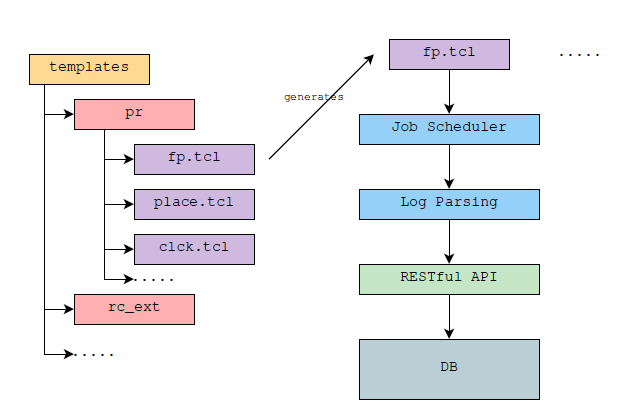 templates
pr
fp.tcl
place.tcl
clck.tcl
.....
rc_ext
.....
generates
fp.tcl
.....
Job Scheduler
Log Parsing
RESTful API
DB